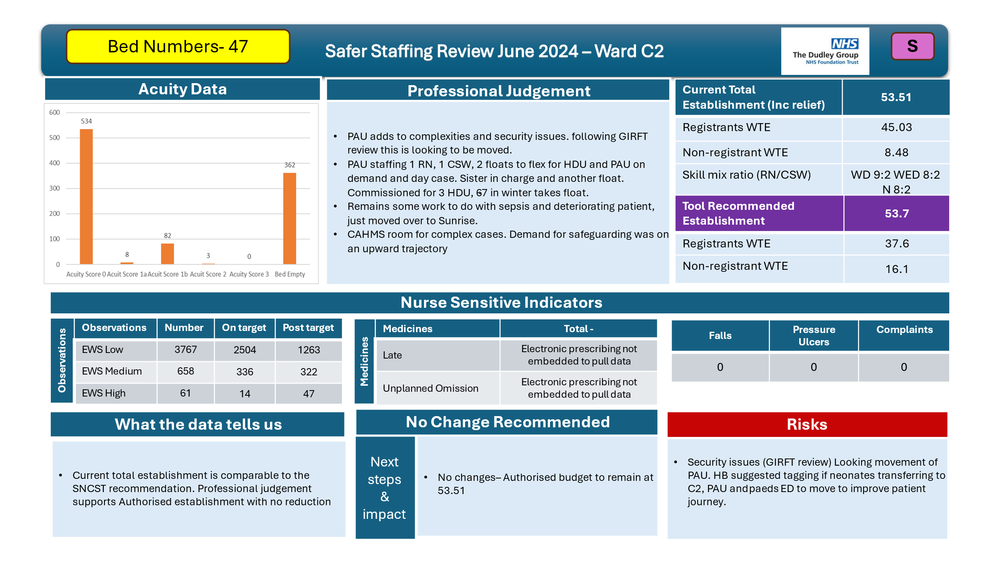 Bed Numbers- 47
Safer Staffing Review June 2024 – Ward C2
NHS
The Dudley Group
NHS Foundation Trust
S
Acuity Data
600
500
400
300
200
100
0
534
8
82
3
0
362
Acuity Score 0
Acuit Score 1a
Acuit Score 1b
Acuit Score 2
Acuity Score 3
Bed Empty
Professional Judgement
• PAU adds to complexities and security issues. following GIRFT
review this is looking to be moved.
• PAU staffing 1 RN, 1 CSW, 2 floats to flex for HDU and PAU on
demand and day case. Sister in charge and another float.
Commissioned for 3 HDU, 67 in winter takes float.
• Remains some work to do with sepsis and deteriorating patient,
just moved over to Sunrise.
• CAHMS room for complex cases. Demand for safeguarding was on
an upward trajectory
Current Total
Establishment (Inc relief)
53.51
Registrants WTE
45.03
Non-registrant WTE
8.48
Skill mix ratio (RN/CSW)
WD 9:2 WED 8:2
N 8:2
Tool Recommended
Establishment
53.7
Registrants WTE
37.6
Non-registrant WTE
16.1
Nurse Sensitive Indicators
Observations
Observations Number On target Post target
EWS Low 3767 2504 1263
EWS Medium 658 336 322
EWS High 61 14 47
Medicines
Medicines Total -
Late
Electronic prescribing not
embedded to pull data
Unplanned Omission
Electronic prescribing not
embedded to pull data
Falls
Pressure
Ulcers
Complaints
0 0 0
What the data tells us
• Current total establishment is comparable to the
SNCST recommendation. Professional judgement
supports Authorised establishment with no reduction
No Change Recommended
Next
steps
&
impact
• No changes– Authorised budget to remain at
53.51
Risks
• Security issues (GIRFT review) Looking movement of
PAU. HB suggested tagging if neonates transferring to
C2, PAU andpaeds ED to move to improve patient
journey.